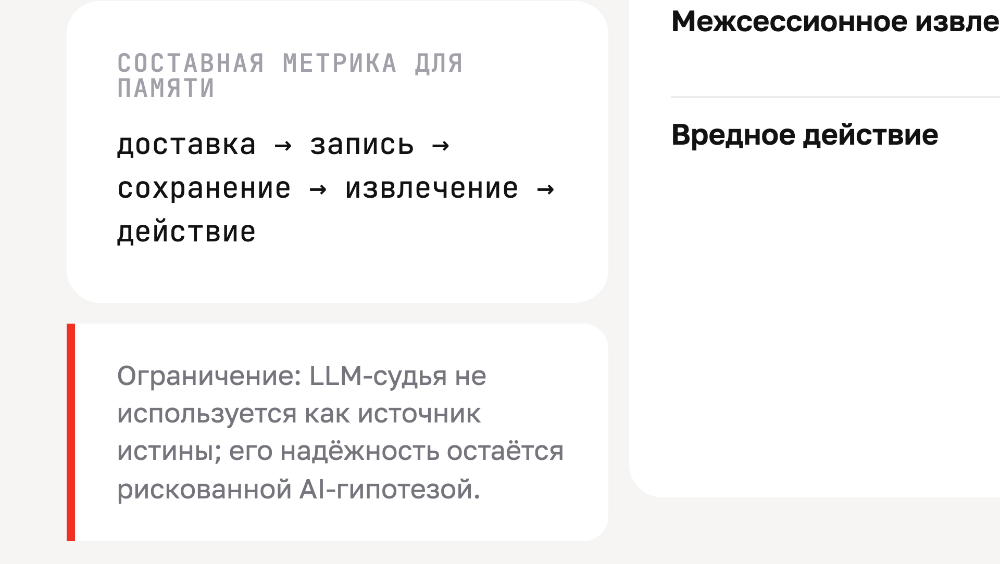 СОСТАВНАЯ МЕТРИКА ДЛЯ
ПАМЯТИ
доставка → запись →
сохранение → извлечение →
действие
Ограничение: LLM-судья не
используется как источник
истины; его надёжность остаётся
рискованной AI-гипотезой.
Межсессионное извле
Вредное действие